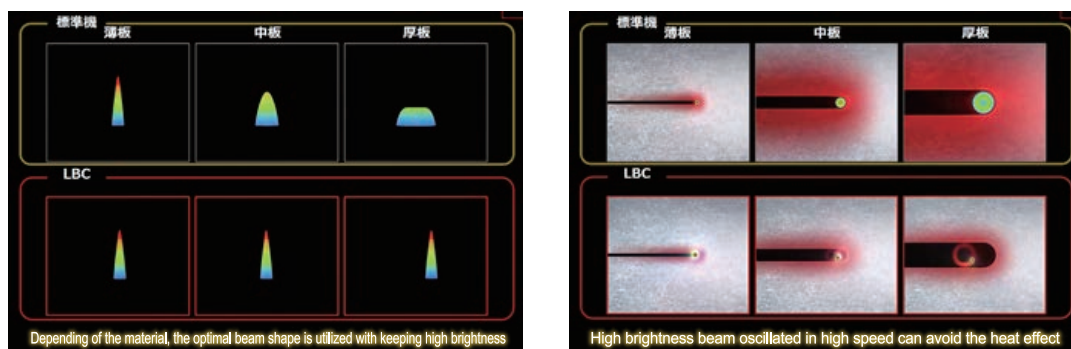 標準機
薄板
中板
厚板
LBC
Depending of the material, the optimal beam shape is utilized with keeping high brightness
標準機
薄板
中板
厚板
LBC
High brightness beam oscillated in high speed can avoid the heat effect